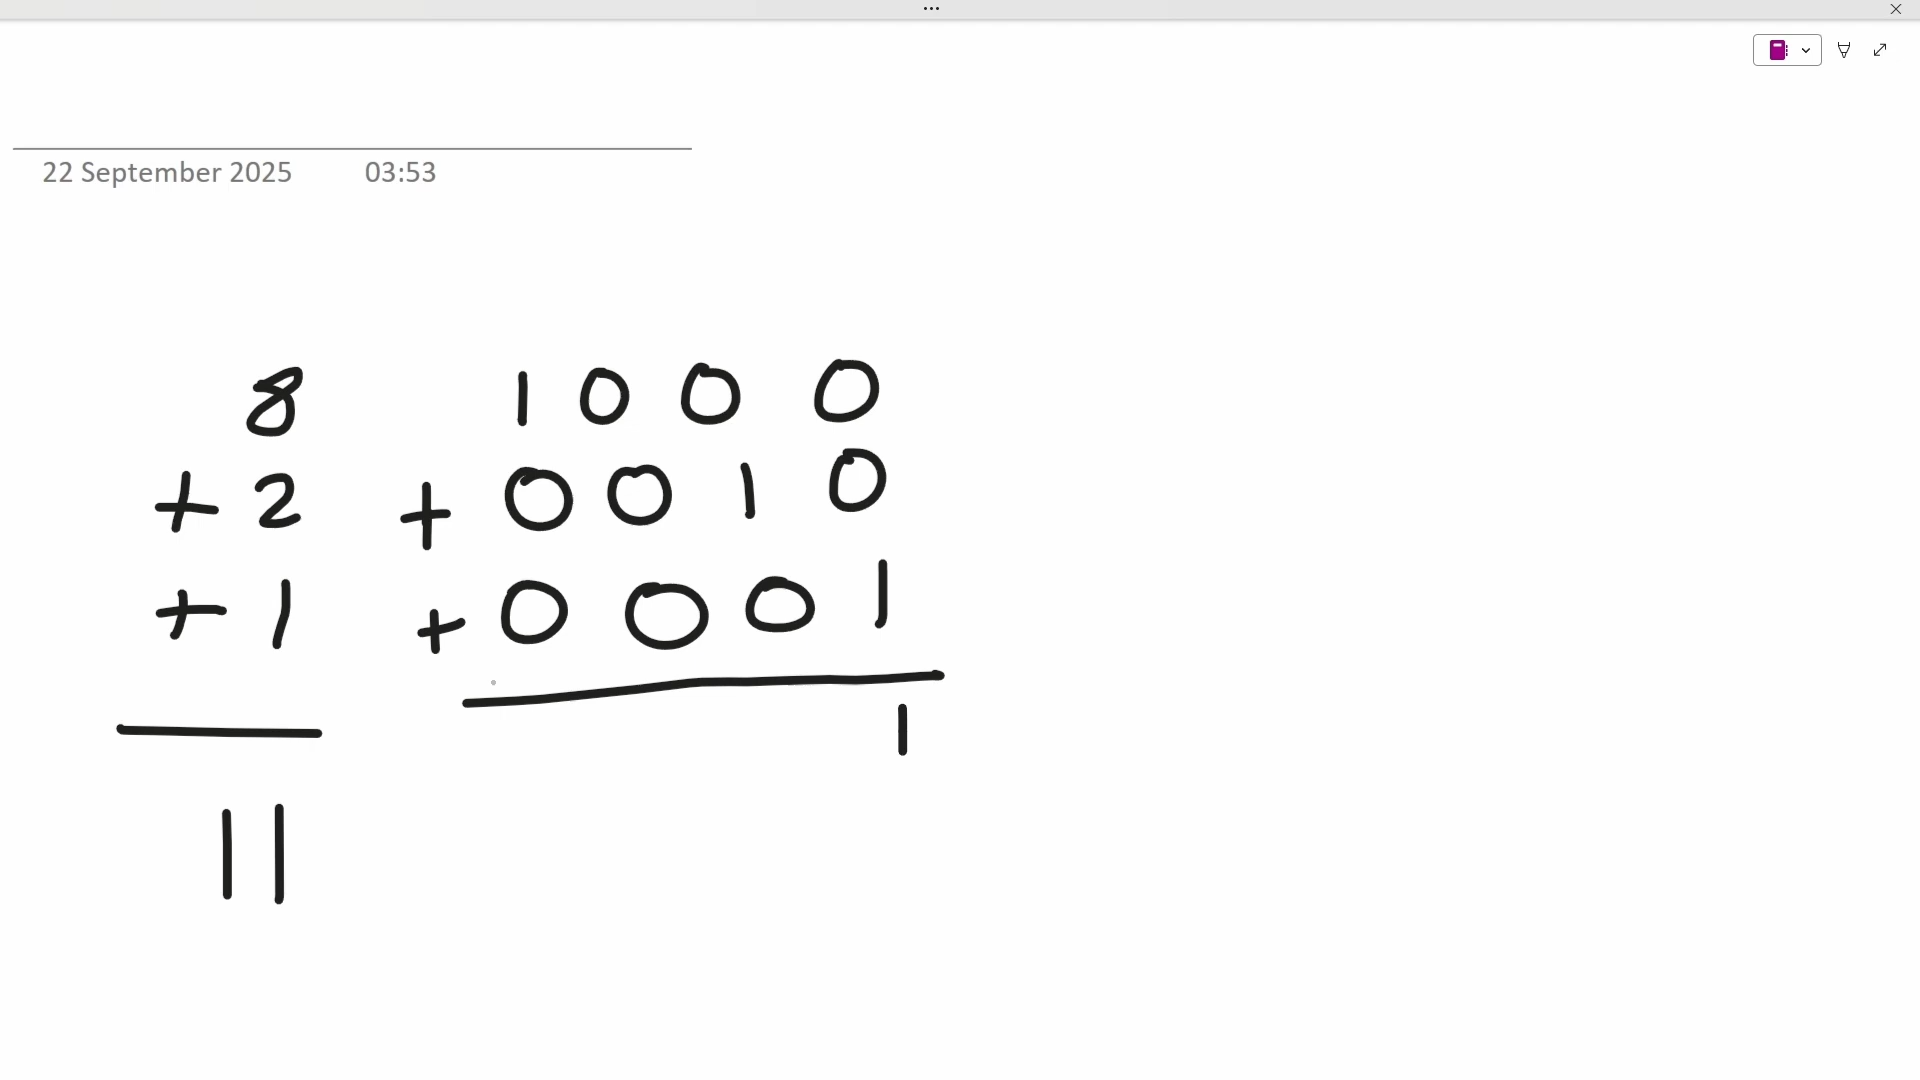 22 September 2025 03:53
8 1 0 0 0
+ 2 + 0 0 1 0
+ 1 + 0 0 0 1
1
11